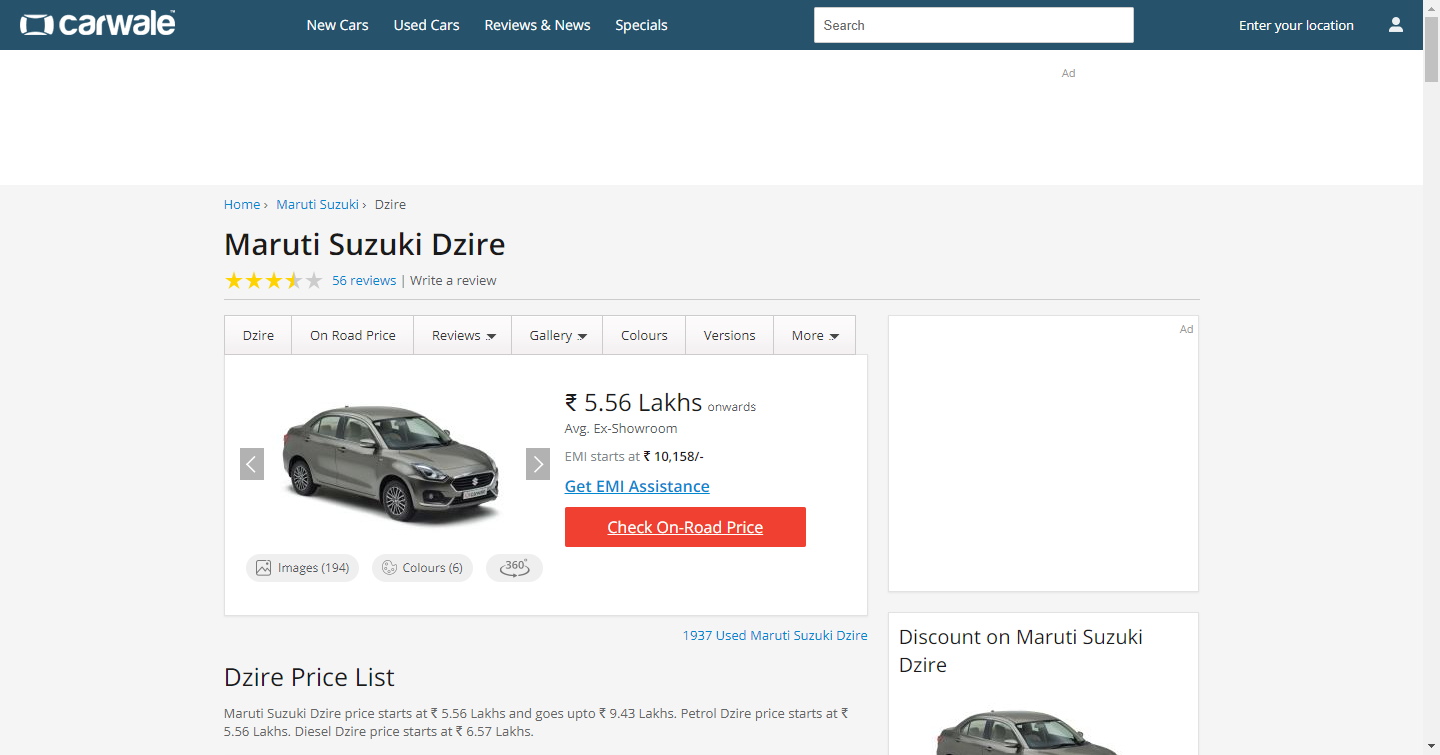 carwale™
New Cars Used Cars Reviews & News Specials
Search
Enter your location
Ad
Home › Maruti Suzuki › Dzire
Maruti Suzuki Dzire
56 reviews | Write a review
Dzire On Road Price Reviews Gallery Colours Versions More
Ad
₹ 5.56 Lakhs onwards
Avg. Ex-Showroom
EMI starts at ₹ 10,158/-
Get EMI Assistance
Check On-Road Price
Images (194) Colours (6) 360°
1937 Used Maruti Suzuki Dzire
Dzire Price List
Maruti Suzuki Dzire price starts at ₹ 5.56 Lakhs and goes upto ₹ 9.43 Lakhs. Petrol Dzire price starts at ₹
5.56 Lakhs. Diesel Dzire price starts at ₹ 6.57 Lakhs.
Discount on Maruti Suzuki
Dzire